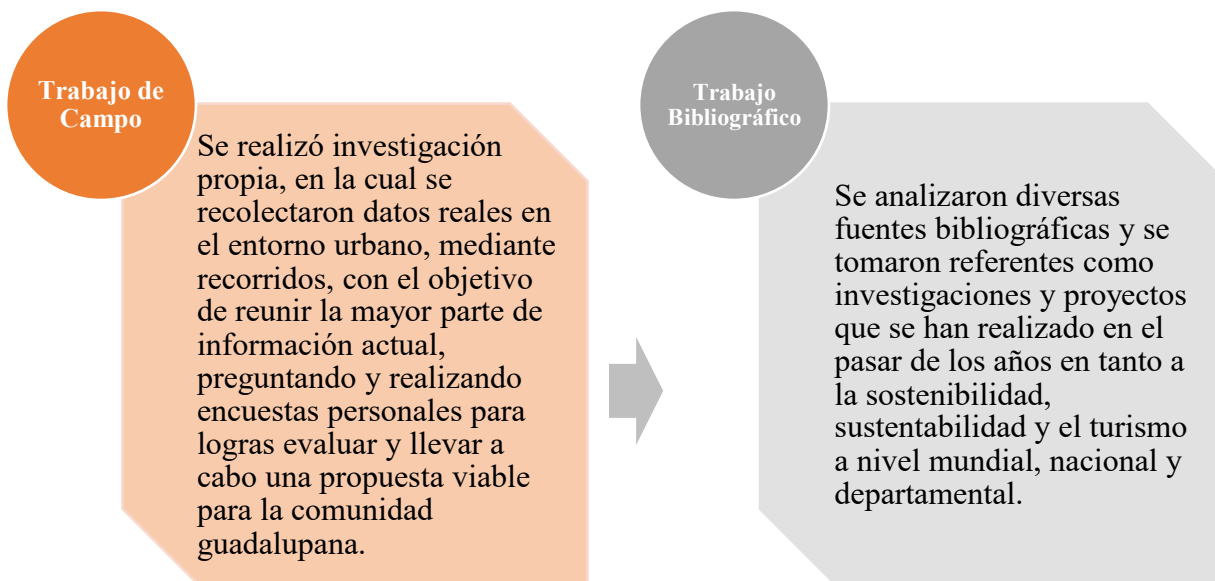 Trabajo de
Campo
Se realizó investigación
propia, en la cual se
recolectaron datos reales en
el entorno urbano, mediante
recorridos, con el objetivo
de reunir la mayor parte de
información actual,
preguntando y realizando
encuestas personales para
logras evaluar y llevar a
cabo una propuesta viable
para la comunidad
guadalupana.
Trabajo
Bibliográfico
Se analizaron diversas
fuentes bibliográficas y se
tomaron referentes como
investigaciones y proyectos
que se han realizado en el
pasar de los años en tanto a
la sostenibilidad,
sustentabilidad y el turismo
a nivel mundial, nacional y
departamental.